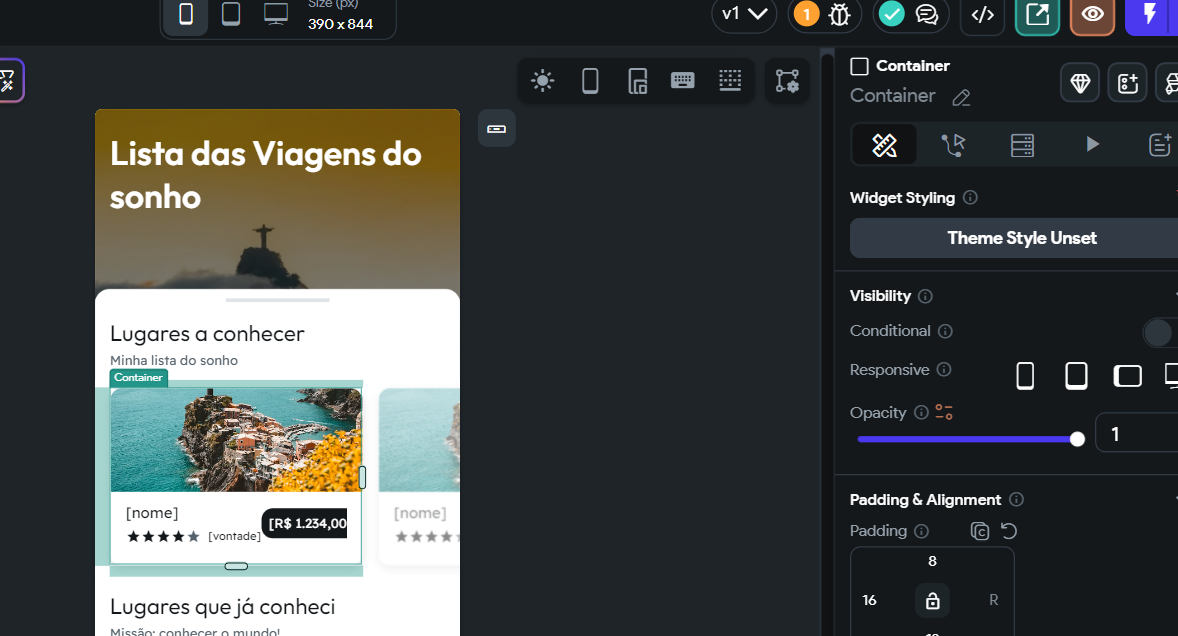 Size (px)
390 x 844
v1
1
Lista das Viagens do
sonho
Lugares a conhecer
Minha lista do sonho
Container
[nome]
[vontade]
[R$ 1.234,00
[nome]
Lugares que já conheci
Missão: conhecer o mundo!
Container
Container
Widget Styling
Theme Style Unset
Visibility
Conditional
Responsive
Opacity
1
Padding & Alignment
Padding
8
16
R